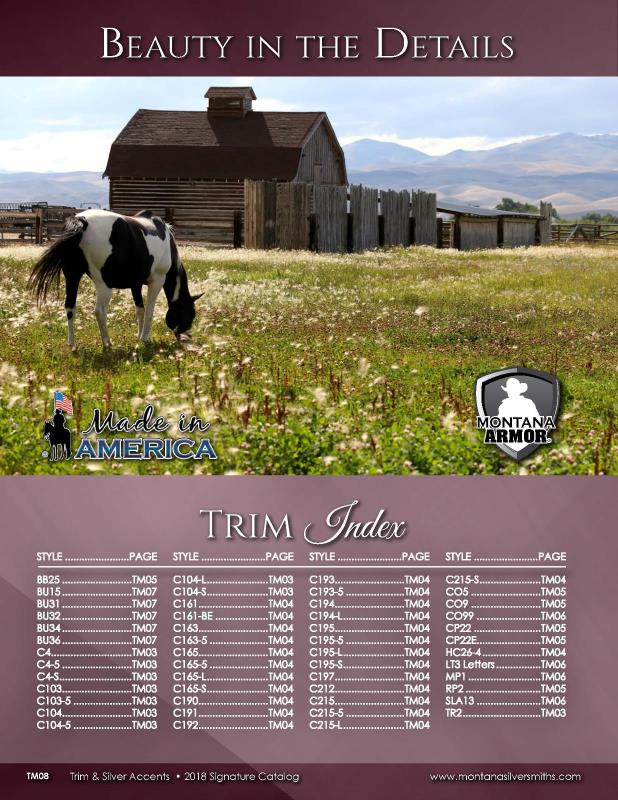 BEAUTY IN THE DETAILS
Made in
AMERICA
MONTANA
ARMOR
TRIM Index
STYLE .......................PAGE
BB25 ..........................TM05
BU15 ..........................TM07
BU31 ..........................TM07
BU32 ..........................TM07
BU34 ..........................TM07
BU36 ..........................TM07
C4 ..............................TM03
C4-5 ...........................TM03
C4-S ...........................TM03
C103 ..........................TM03
C103-5 .......................TM03
C104 ..........................TM03
C104-5 .......................TM03
STYLE .......................PAGE
C104-L .......................TM03
C104-S .......................TM03
C161 ..........................TM04
C161-BE .....................TM04
C163 ..........................TM04
C163-5 .......................TM04
C165 ..........................TM04
C165-5 .......................TM04
C165-L .......................TM04
C165-S .......................TM04
C190 ..........................TM04
C191 ..........................TM04
C192 ..........................TM04
STYLE .......................PAGE
C193 ..........................TM04
C193-5 .......................TM04
C194 ..........................TM04
C194-L .......................TM04
C195 ..........................TM04
C195-5 .......................TM04
C195-L .......................TM04
C195-S .......................TM04
C197 ..........................TM04
C212 ..........................TM04
C215 ..........................TM04
C215-5 .......................TM04
C215-L .......................TM04
STYLE .......................PAGE
C215-S .......................TM04
CO5 ...........................TM05
CO9 ...........................TM05
CO99 .........................TM06
CP22 ..........................TM05
CP22E ........................TM05
HC26-4 .......................TM04
LT3 Letters ..................TM06
MP1 ...........................TM06
RP2 ............................TM05
SLA13 ........................TM06
TR2 .............................TM03
TM08 Trim & Silver Accents • 2018 Signature Catalog www.montanasilversmiths.com